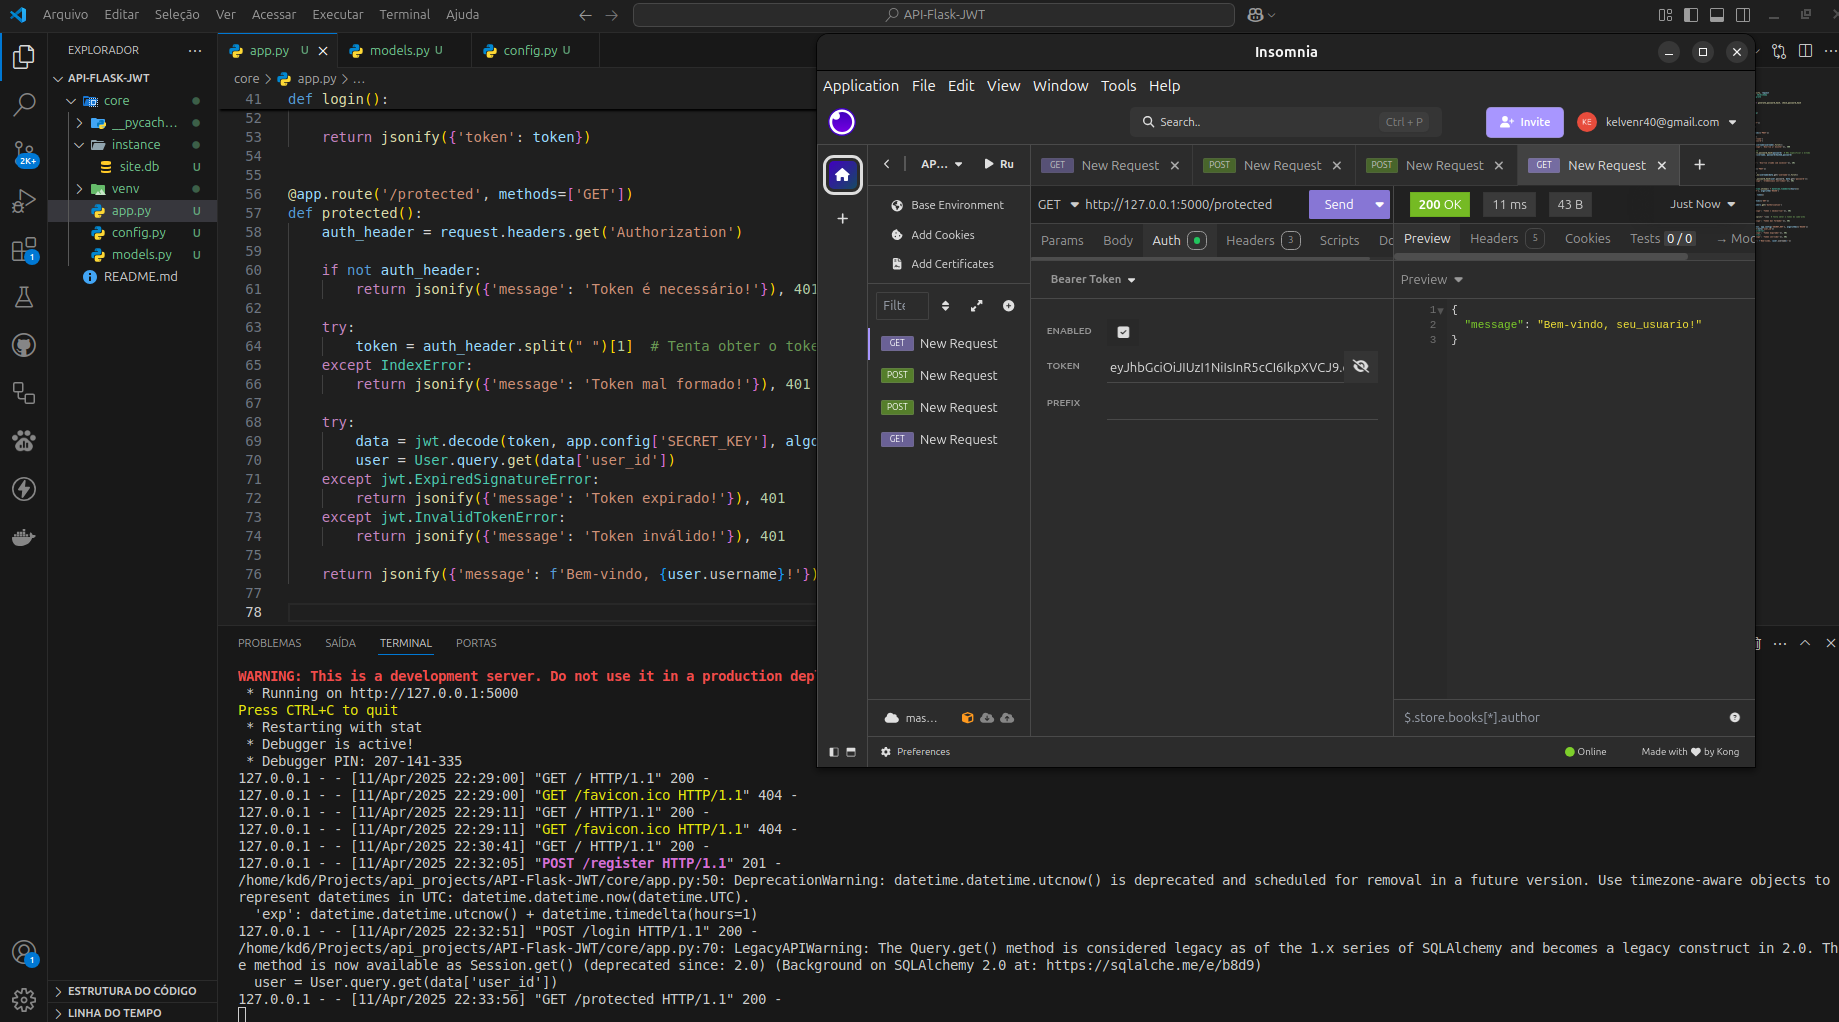 Arquivo Editar Seleção Ver Acessar Executar Terminal Ajuda
API-Flask-JWT
EXPLORADOR
API-FLASK-JWT
core
__pycach...
instance
site.db U
venv
app.py U
config.py U
models.py U
README.md
ESTRUTURA DO CÓDIGO
LINHA DO TEMPO
2K+
1
1
app.py U
models.py U
config.py U
core > app.py > ...
41 def login():
52
53 return jsonify({'token': token})
54
55
56 @app.route('/protected', methods=['GET'])
57 def protected():
58 auth_header = request.headers.get('Authorization')
59
60 if not auth_header:
61 return jsonify({'message': 'Token é necessário!'}), 401
62
63 try:
64 token = auth_header.split(" ")[1]  # Tenta obter o toke
65 except IndexError:
66 return jsonify({'message': 'Token mal formado!'}), 401
67
68 try:
69 data = jwt.decode(token, app.config['SECRET_KEY'], algo
70 user = User.query.get(data['user_id'])
71 except jwt.ExpiredSignatureError:
72 return jsonify({'message': 'Token expirado!'}), 401
73 except jwt.InvalidTokenError:
74 return jsonify({'message': 'Token inválido!'}), 401
75
76 return jsonify({'message': f'Bem-vindo, {user.username}!'})
77
78
PROBLEMAS SAÍDA TERMINAL PORTAS
WARNING: This is a development server. Do not use it in a production dep
* Running on http://127.0.0.1:5000
Press CTRL+C to quit
* Restarting with stat
* Debugger is active!
* Debugger PIN: 207-141-335
127.0.0.1 - - [11/Apr/2025 22:29:00] "GET / HTTP/1.1" 200 -
127.0.0.1 - - [11/Apr/2025 22:29:00] "GET /favicon.ico HTTP/1.1" 404 -
127.0.0.1 - - [11/Apr/2025 22:29:11] "GET / HTTP/1.1" 200 -
127.0.0.1 - - [11/Apr/2025 22:29:11] "GET /favicon.ico HTTP/1.1" 404 -
127.0.0.1 - - [11/Apr/2025 22:30:41] "GET / HTTP/1.1" 200 -
127.0.0.1 - - [11/Apr/2025 22:32:05] "POST /register HTTP/1.1" 201 -
/home/kd6/Projects/api_projects/API-Flask-JWT/core/app.py:50: DeprecationWarning: datetime.datetime.utcnow() is deprecated and scheduled for removal in a future version. Use timezone-aware objects to
represent datetimes in UTC: datetime.datetime.now(datetime.UTC).
'exp': datetime.datetime.utcnow() + datetime.timedelta(hours=1)
127.0.0.1 - - [11/Apr/2025 22:32:51] "POST /login HTTP/1.1" 200 -
/home/kd6/Projects/api_projects/API-Flask-JWT/core/app.py:70: LegacyAPIWarning: The Query.get() method is considered legacy as of the 1.x series of SQLAlchemy and becomes a legacy construct in 2.0. Th
e method is now available as Session.get() (deprecated since: 2.0) (Background on SQLAlchemy 2.0 at: https://sqlalche.me/e/b8d9)
user = User.query.get(data['user_id'])
127.0.0.1 - - [11/Apr/2025 22:33:56] "GET /protected HTTP/1.1" 200 -
Insomnia
Application File Edit View Window Tools Help
Search.. Ctrl + P
Invite
KE kelvenr40@gmail.com
AP... Ru
GET New Request
POST New Request
POST New Request
GET New Request
Base Environment
Add Cookies
Add Certificates
Filte
GET New Request
POST New Request
POST New Request
GET New Request
mas...
GET http://127.0.0.1:5000/protected Send
Params Body Auth Headers 3 Scripts Do
Bearer Token
ENABLED
TOKEN eyJhbGciOiJIUzI1NiIsInR5cCI6IkpXVCJ9.
PREFIX
200 OK 11 ms 43 B Just Now
Preview Headers 5 Cookies Tests 0 / 0 → Moc
Preview
1 {
2 "message": "Bem-vindo, seu_usuario!"
3 }
$.store.books[*].author
Preferences
Online
Made with ♥ by Kong